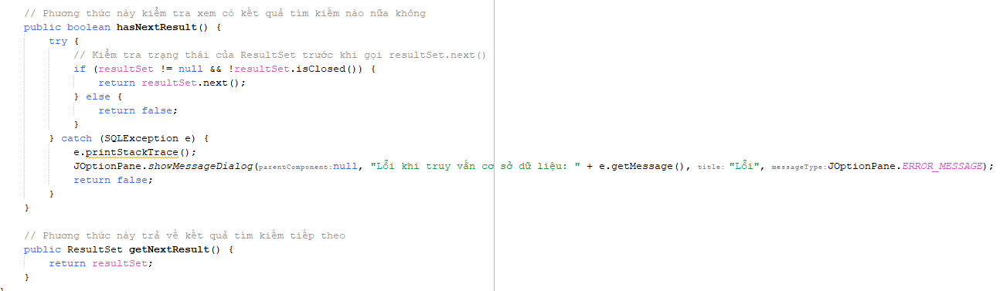 // Phương thức này kiểm tra xem có kết quả tìm kiếm nào nữa không
public boolean hasNextResult() {
try {
// Kiểm tra trạng thái của ResultSet trước khi gọi resultSet.next()
if (resultSet != null && !resultSet.isClosed()) {
return resultSet.next();
} else {
return false;
}
} catch (SQLException e) {
e.printStackTrace();
JOptionPane.showMessageDialog(parentComponent:null, "Lỗi khi truy vấn cơ sở dữ liệu: " + e.getMessage(), title: "Lỗi", messageType:JOptionPane.ERROR_MESSAGE);
return false;
}
}
// Phương thức này trả về kết quả tìm kiếm tiếp theo
public ResultSet getNextResult() {
return resultSet;
}
}